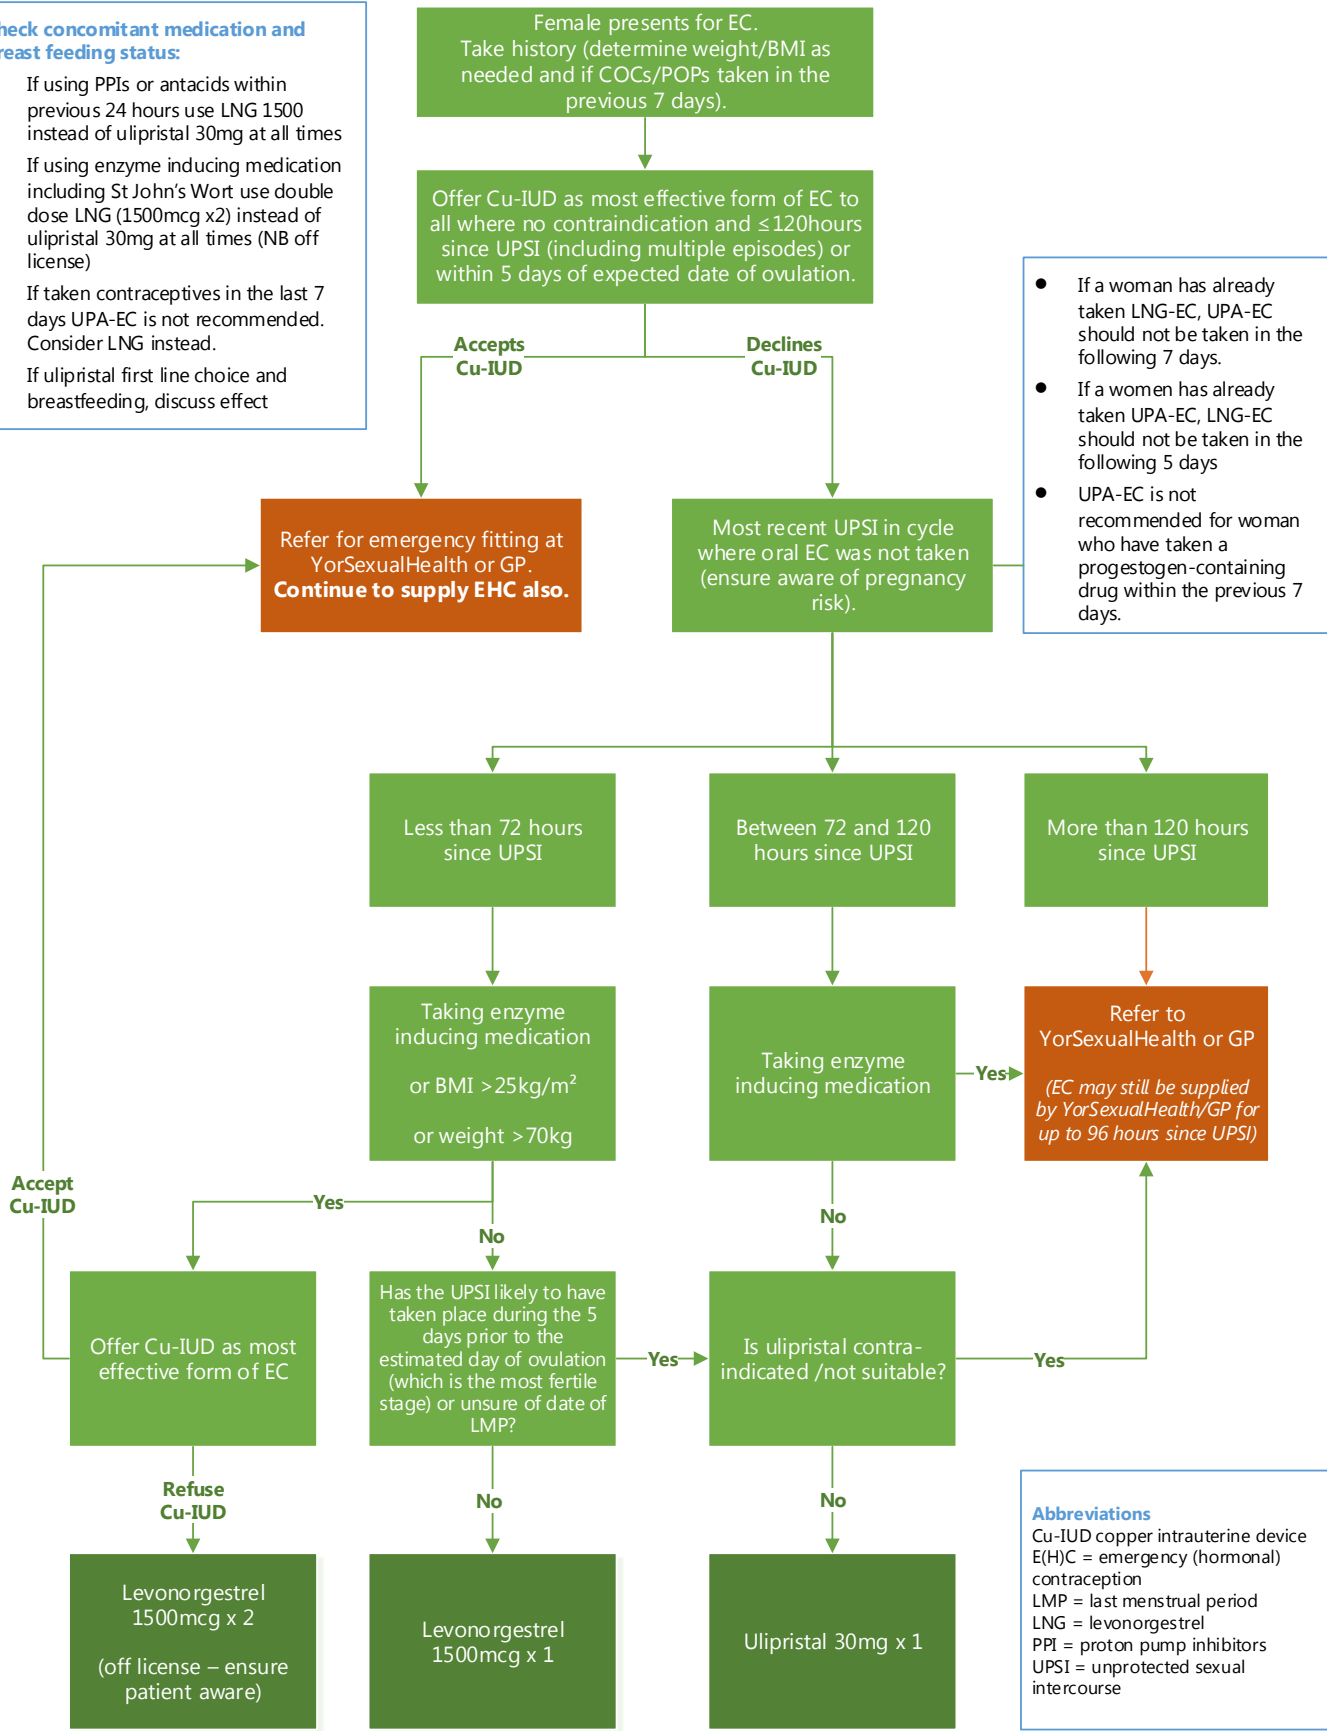 heck concomitant medication and
reast feeding status:
If using PPIs or antacids within
previous 24 hours use LNG 1500
instead of ulipristal 30mg at all times
If using enzyme inducing medication
including St John's Wort use double
dose LNG (1500mcg x2) instead of
ulipristal 30mg at all times (NB off
license)
If taken contraceptives in the last 7
days UPA-EC is not recommended.
Consider LNG instead.
If ulipristal first line choice and
breastfeeding, discuss effect
Female presents for EC.
Take history (determine weight/BMI as
needed and if COCs/POPs taken in the
previous 7 days).
Offer Cu-IUD as most effective form of EC to
all where no contraindication and ≤120hours
since UPSI (including multiple episodes) or
within 5 days of expected date of ovulation.
Accepts
Cu-IUD
Declines
Cu-IUD
● If a woman has already
taken LNG-EC, UPA-EC
should not be taken in the
following 7 days.
● If a women has already
taken UPA-EC, LNG-EC
should not be taken in the
following 5 days
● UPA-EC is not
recommended for woman
who have taken a
progestogen-containing
drug within the previous 7
days.
Refer for emergency fitting at
YorSexualHealth or GP.
Continue to supply EHC also.
Most recent UPSI in cycle
where oral EC was not taken
(ensure aware of pregnancy
risk).
Less than 72 hours
since UPSI
Between 72 and 120
hours since UPSI
More than 120 hours
since UPSI
Taking enzyme
inducing medication
or BMI >25kg/m²
or weight >70kg
Taking enzyme
inducing medication
Yes
Refer to
YorSexualHealth or GP
(EC may still be supplied
by YorSexualHealth/GP for
up to 96 hours since UPSI)
Accept
Cu-IUD
Yes
No
No
Offer Cu-IUD as most
effective form of EC
Has the UPSI likely to have
taken place during the 5
days prior to the
estimated day of ovulation
(which is the most fertile
stage) or unsure of date of
LMP?
Yes
Is ulipristal contra-
indicated /not suitable?
Yes
Refuse
Cu-IUD
No
No
Levonorgestrel
1500mcg x 2
(off license – ensure
patient aware)
Levonorgestrel
1500mcg x 1
Ulipristal 30mg x 1
Abbreviations
Cu-IUD copper intrauterine device
E(H)C = emergency (hormonal)
contraception
LMP = last menstrual period
LNG = levonorgestrel
PPI = proton pump inhibitors
UPSI = unprotected sexual
intercourse